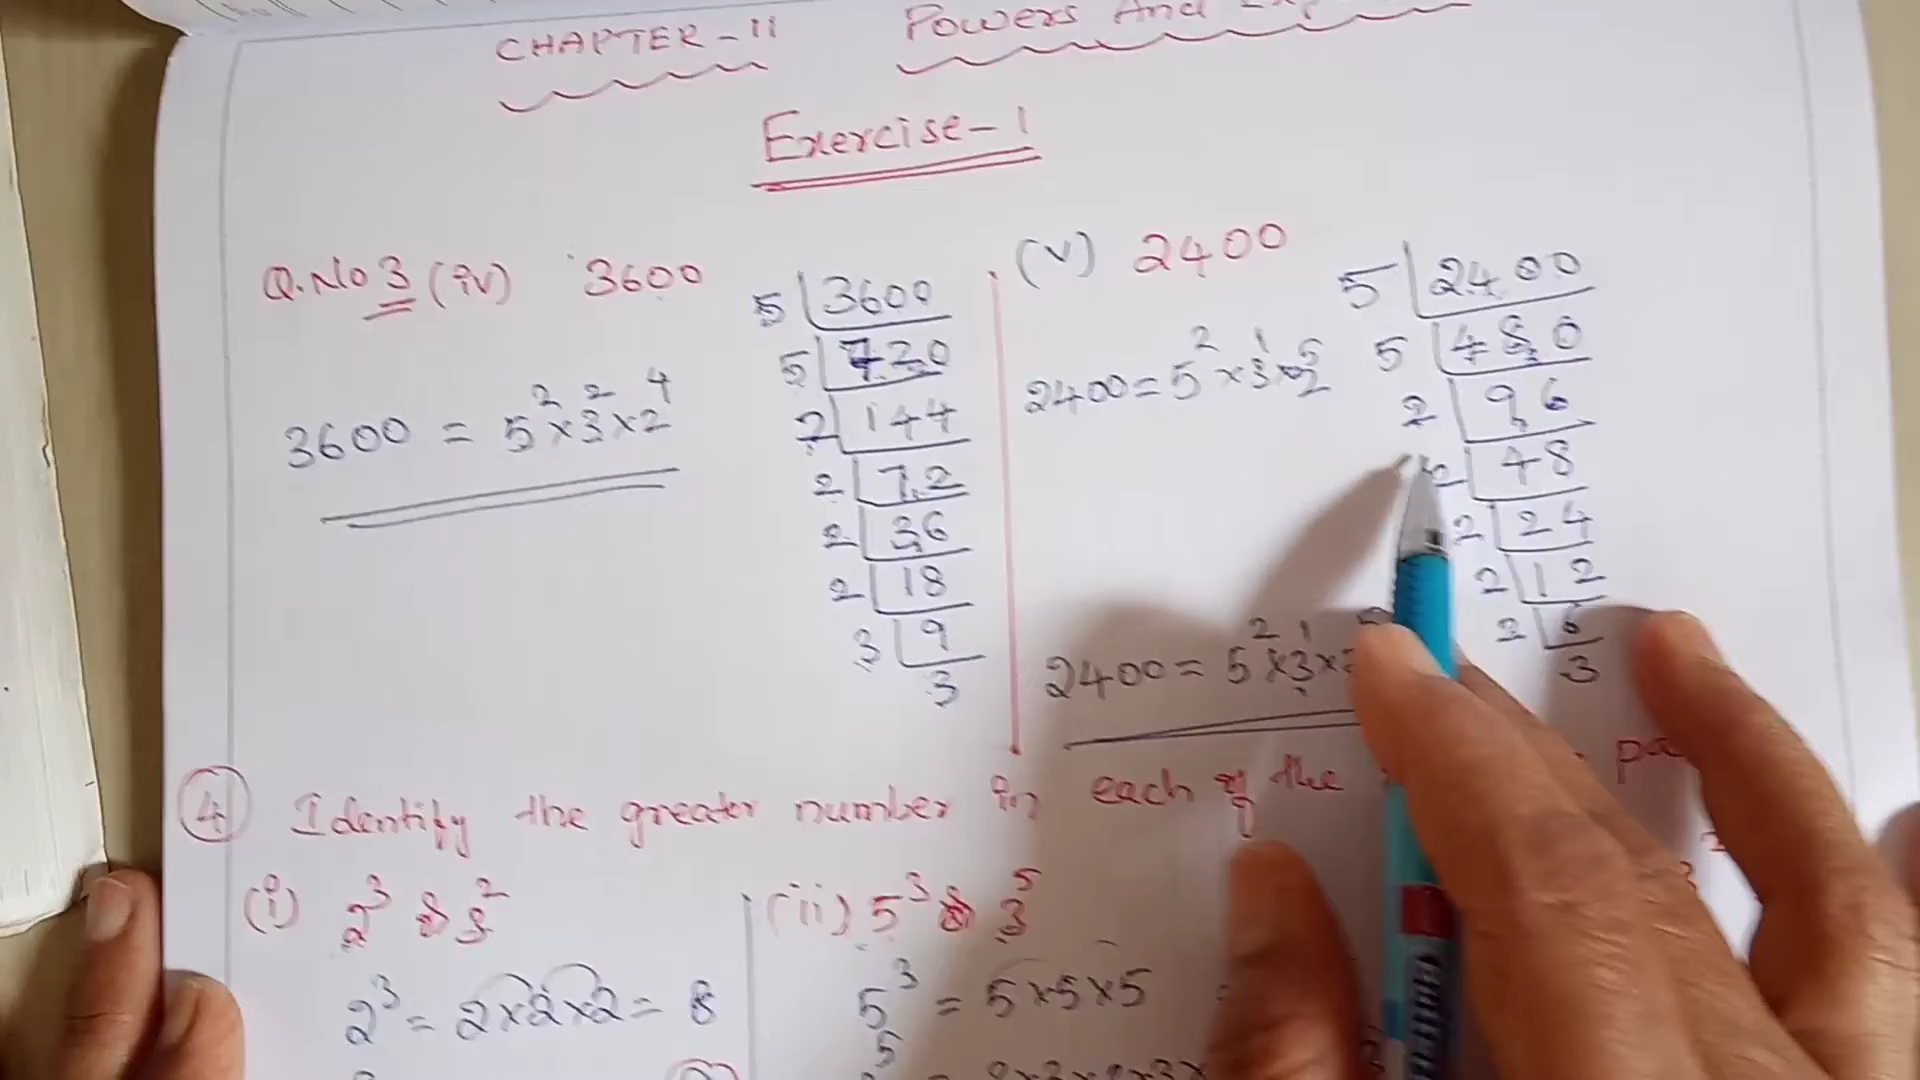 CHAPTER-11 Powers And
Exercise-1
Q.No 3 (iv) 3600
3600 = 5² × 3² × 2⁴
5 | 3600
5 | 720
2 | 144
2 | 72
2 | 36
2 | 18
3 | 9
3
(v) 2400
2400 = 5² × 3¹ × 2⁵
5 | 2400
5 | 480
2 | 96
2 | 48
2 | 24
2 | 12
2 | 6
3
2400 = 5² × 3¹ ×
4 Identify the greater number in each of the
(i) 2³ & 3²
2³ = 2×2×2 = 8
(ii) 5³ & 3⁵
5³ = 5×5×5